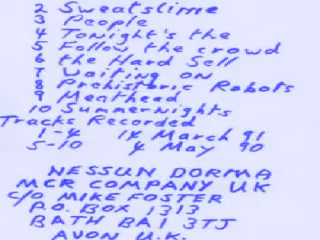 2 Sweatslime
3 People
4 Tonight's the
5 Follow the crowd
6 the Hard Sell
7 Waiting on
8 Prehistoric Robots
9 Meathead
10 Summernights
Tracks Recorded
1-4 14 March 91
5-10 4 May 90
NESSUN DORMA
MCR COMPANY UK
c/o MIKE FOSTER
P.O. BOX 1313
BATH BA1 3TJ
AVON U.K.